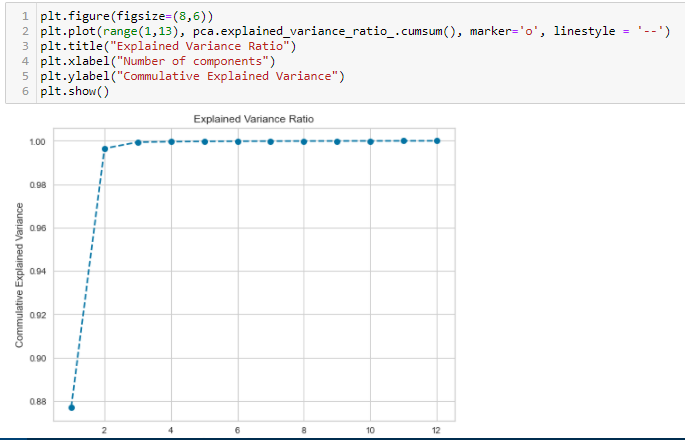 1 plt.figure(figsize=(8,6))
2 plt.plot(range(1,13), pca.explained_variance_ratio_.cumsum(), marker='o', linestyle = '--')
3 plt.title("Explained Variance Ratio")
4 plt.xlabel("Number of components")
5 plt.ylabel("Commulative Explained Variance")
6 plt.show()
Explained Variance Ratio
Commulative Explained Variance
1.00
0.98
0.96
0.94
0.92
0.90
0.88
2 4 6 8 10 12